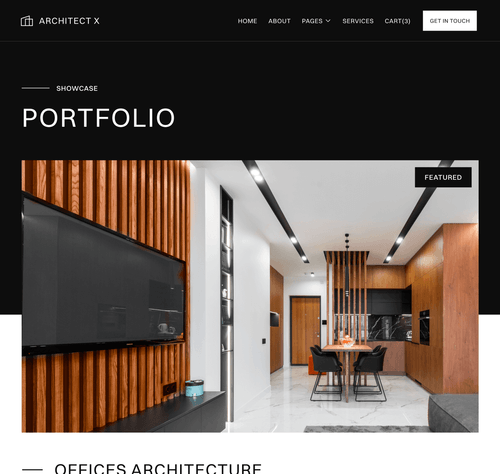 ARCHITECT X
HOME ABOUT PAGES SERVICES CART(3) GET IN TOUCH
SHOWCASE
PORTFOLIO
FEATURED
OFFICES ARCHITECTURE